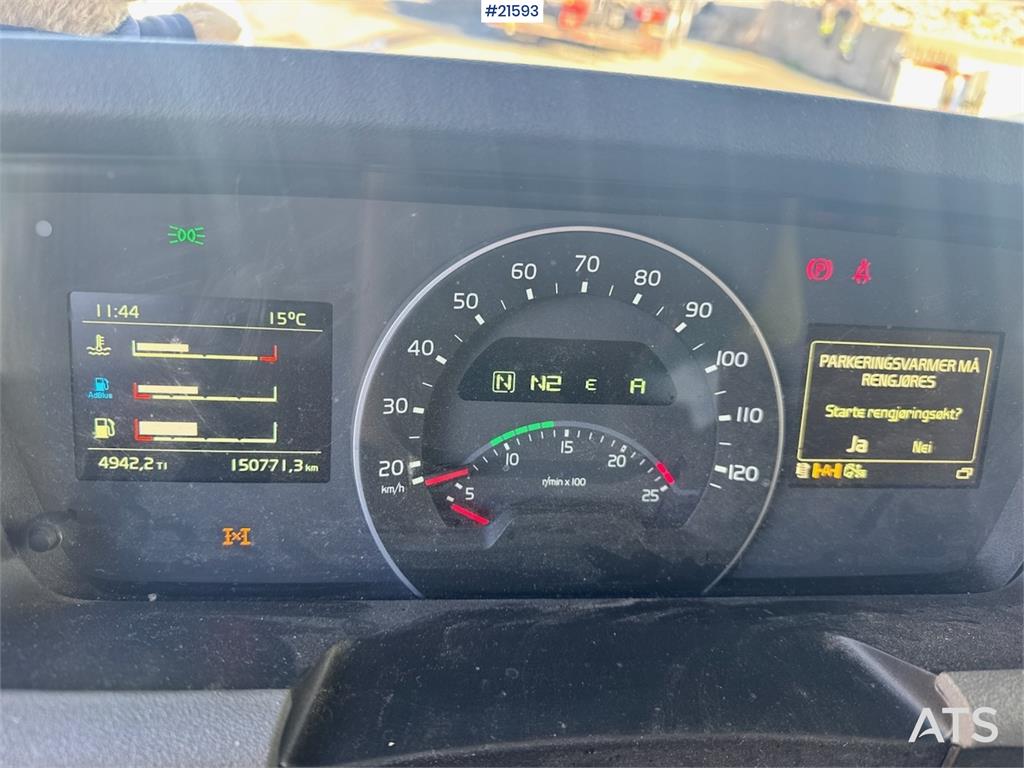 #21593
11:44 15°C
AdBlue
4942,2 TI 150771,3 km
20 30 40 50 60 70 80 90 100 110 120
km/h
N N2 E A
5 10 15 20 25
r/min x 100
P
PARKERINGSVARMER MÅ
RENGJØRES
Starte rengjøringsøkt?
Ja Nei
ATS